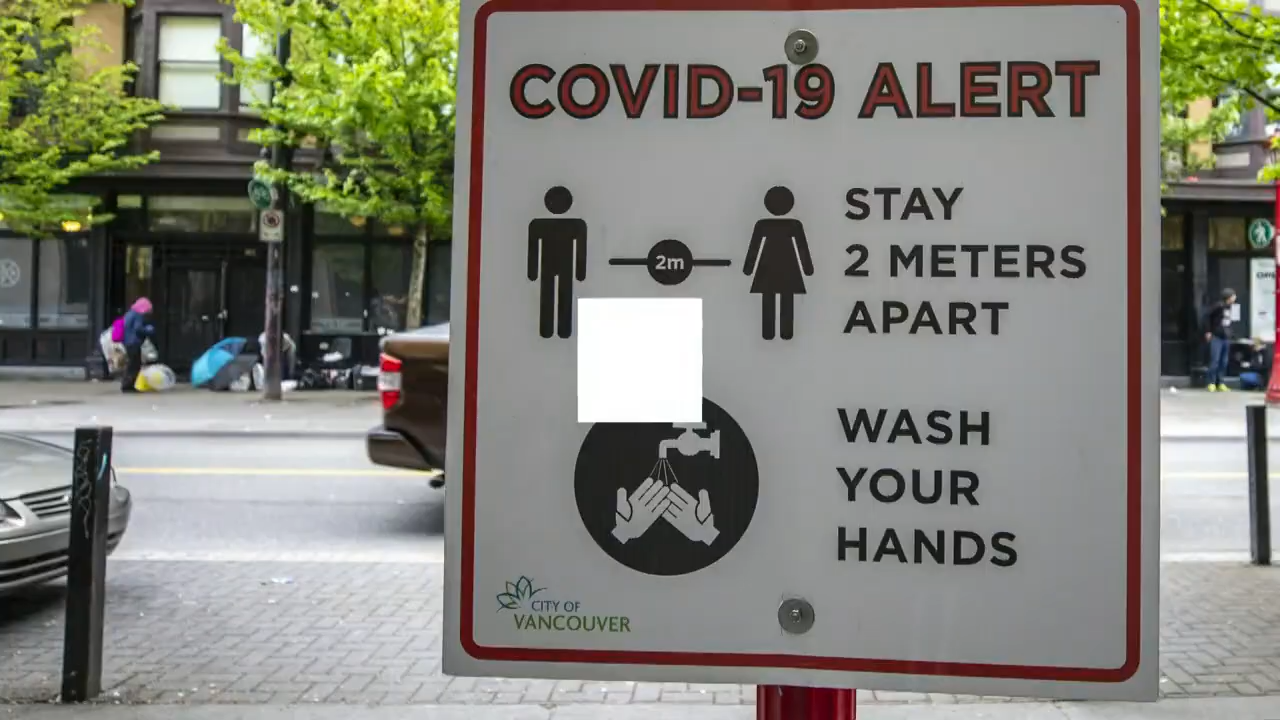 COVID-19 ALERT
2m
STAY
2 METERS
APART
WASH
YOUR
HANDS
CITY OF
VANCOUVER